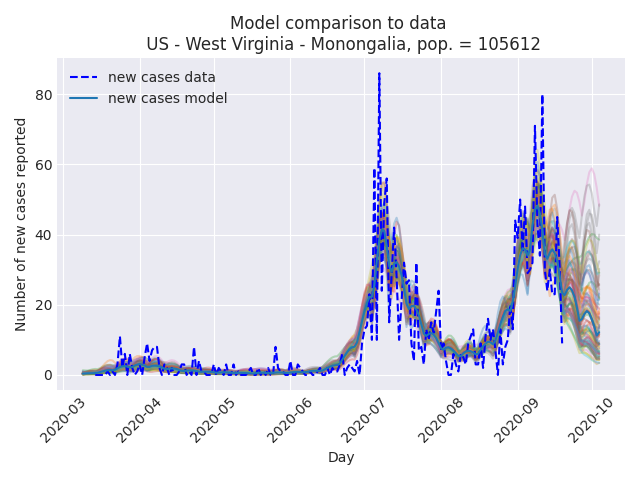 Model comparison to data
US - West Virginia - Monongalia, pop. = 105612
new cases data
new cases model
Number of new cases reported
80
60
40
20
0
2020-03
2020-04
2020-05
2020-06
2020-07
2020-08
2020-09
2020-10
Day